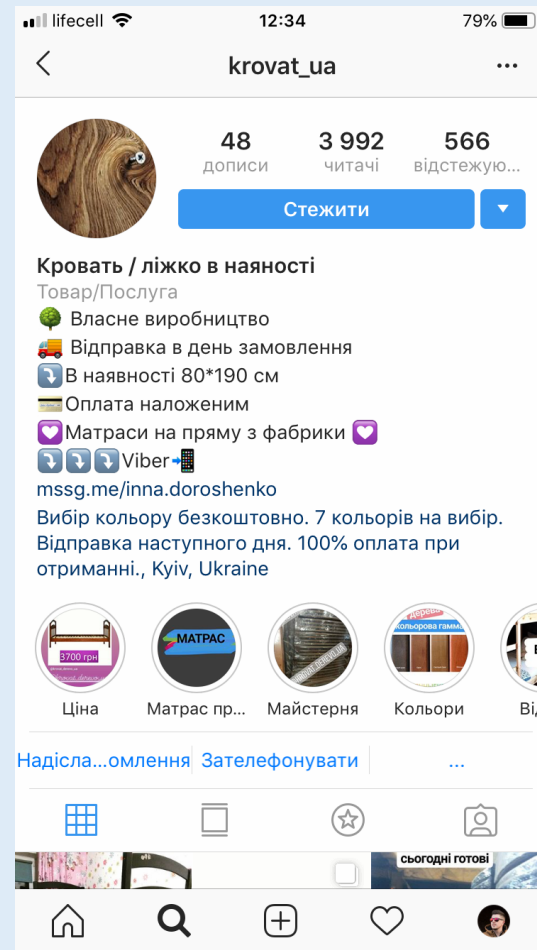 lifecell 12:34 79%
krovat_ua
48 3 992 566
дописи читачі відстежую...
Стежити
Кровать / ліжко в наяності
Товар/Послуга
Власне виробництво
Відправка в день замовлення
В наявності 80*190 см
Оплата наложеним
Матраси на пряму з фабрики
Viber
mssg.me/inna.doroshenko
Вибір кольору безкоштовно. 7 кольорів на вибір.
Відправка наступного дня. 100% оплата при
отриманні., Kyiv, Ukraine
3700 грн
МАТРАС
дерева
кольорова гамма
Ціна Матрас пр... Майстерня Кольори Ві
Надісла...омлення Зателефонувати ...
сьогодні готові